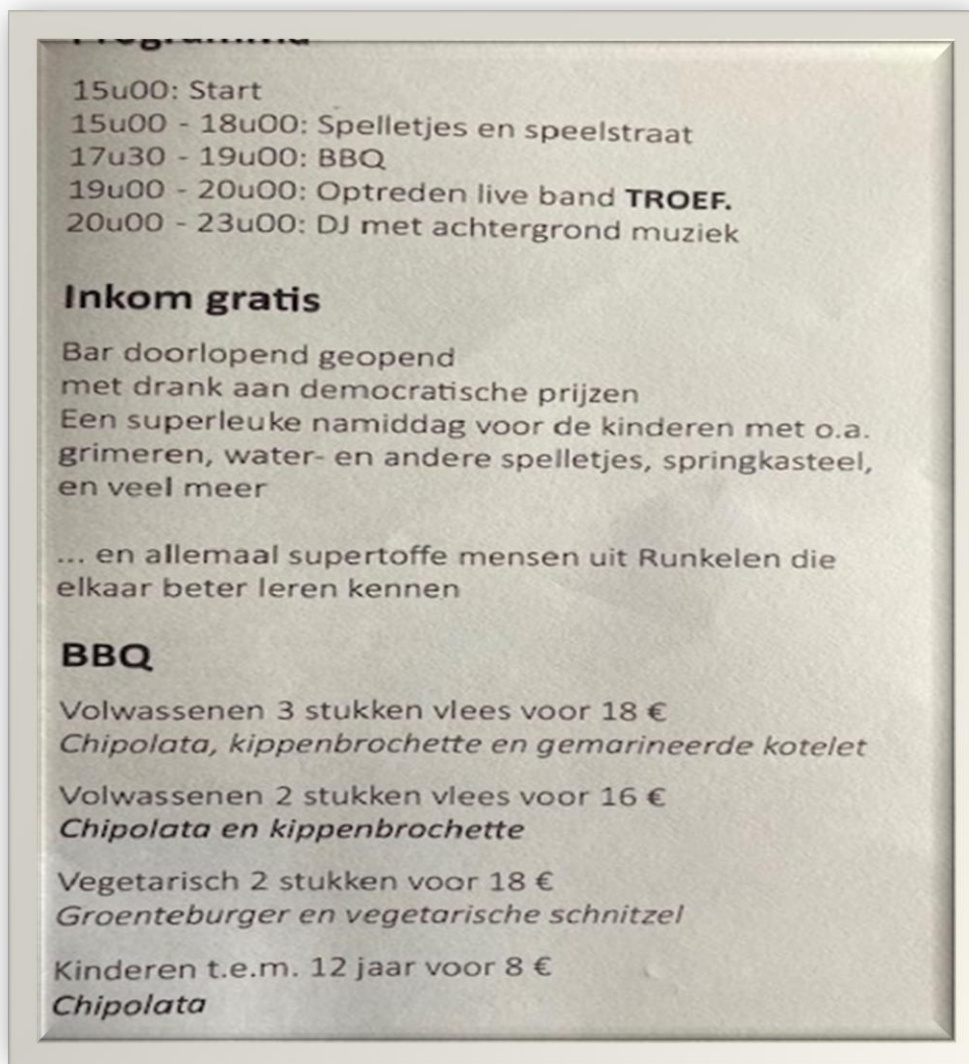 Programma
15u00: Start
15u00 - 18u00: Spelletjes en speelstraat
17u30 - 19u00: BBQ
19u00 - 20u00: Optreden live band TROEF.
20u00 - 23u00: DJ met achtergrond muziek
Inkom gratis
Bar doorlopend geopend
met drank aan democratische prijzen
Een superleuke namiddag voor de kinderen met o.a.
grimeren, water- en andere spelletjes, springkasteel,
en veel meer
... en allemaal supertoffe mensen uit Runkelen die
elkaar beter leren kennen
BBQ
Volwassenen 3 stukken vlees voor 18 €
Chipolata, kippenbrochette en gemarineerde kotelet
Volwassenen 2 stukken vlees voor 16 €
Chipolata en kippenbrochette
Vegetarisch 2 stukken voor 18 €
Groenteburger en vegetarische schnitzel
Kinderen t.e.m. 12 jaar voor 8 €
Chipolata